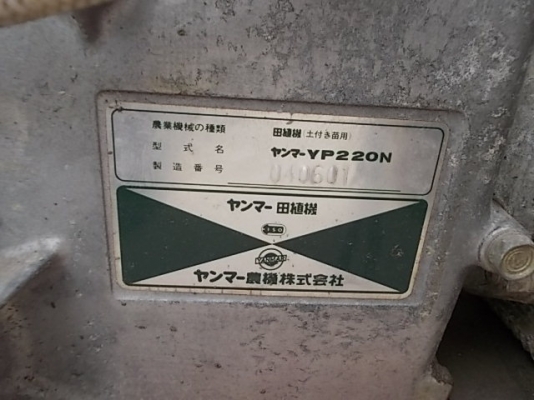 農業機械の種類 田植機(土付き苗用)
型式名 ヤンマーYP220N
製造番号 040601
ヤンマー田植機
ヤンマー農機株式会社